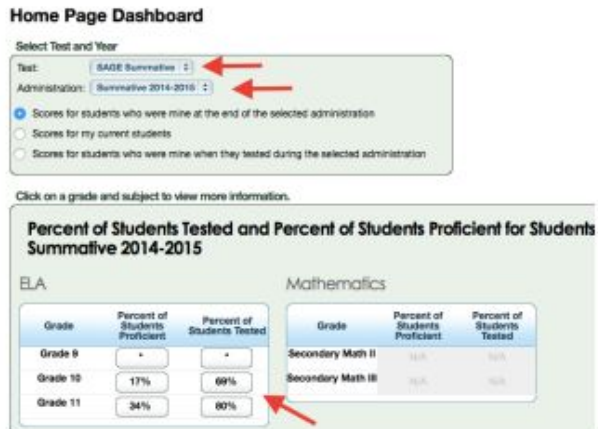 Home Page Dashboard
Select Test and Year
Test: SAGE Summative
Administration: Summative 2014-2015
Scores for students who were mine at the end of the selected administration
Scores for my current students
Scores for students who were mine when they tested during the selected administration
Click on a grade and subject to view more information.
Percent of Students Tested and Percent of Students Proficient for Students
Summative 2014-2015
ELA
Grade Percent of Students Proficient Percent of Students Tested
Grade 9 * *
Grade 10 17% 69%
Grade 11 34% 80%
Mathematics
Grade Percent of Students Proficient Percent of Students Tested
Secondary Math II N/A N/A
Secondary Math III N/A N/A